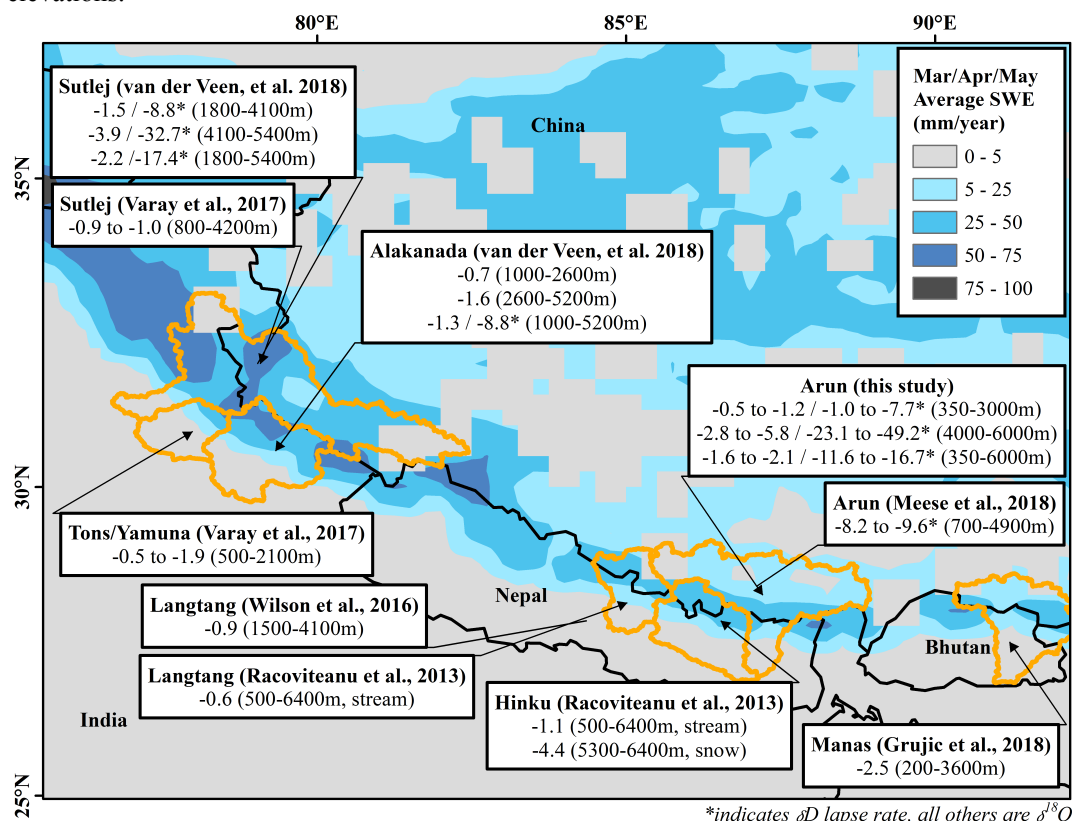 elevations.
80°E
85°E
90°E
35°N
30°N
25°N
Sutlej (van der Veen, et al. 2018)
-1.5 / -8.8* (1800-4100m)
-3.9 / -32.7* (4100-5400m)
-2.2 /-17.4* (1800-5400m)
Sutlej (Varay et al., 2017)
-0.9 to -1.0 (800-4200m)
China
Mar/Apr/May
Average SWE
(mm/year)
0 - 5
5 - 25
25 - 50
50 - 75
75 - 100
Alakanada (van der Veen, et al. 2018)
-0.7 (1000-2600m)
-1.6 (2600-5200m)
-1.3 / -8.8* (1000-5200m)
Arun (this study)
-0.5 to -1.2 / -1.0 to -7.7* (350-3000m)
-2.8 to -5.8 / -23.1 to -49.2* (4000-6000m)
-1.6 to -2.1 / -11.6 to -16.7* (350-6000m)
Arun (Meese et al., 2018)
-8.2 to -9.6* (700-4900m)
Tons/Yamuna (Varay et al., 2017)
-0.5 to -1.9 (500-2100m)
Nepal
Langtang (Wilson et al., 2016)
-0.9 (1500-4100m)
Bhutan
Langtang (Racoviteanu et al., 2013)
-0.6 (500-6400m, stream)
India
Hinku (Racoviteanu et al., 2013)
-1.1 (500-6400m, stream)
-4.4 (5300-6400m, snow)
Manas (Grujic et al., 2018)
-2.5 (200-3600m)
*indicates δD lapse rate, all others are δ¹⁸O